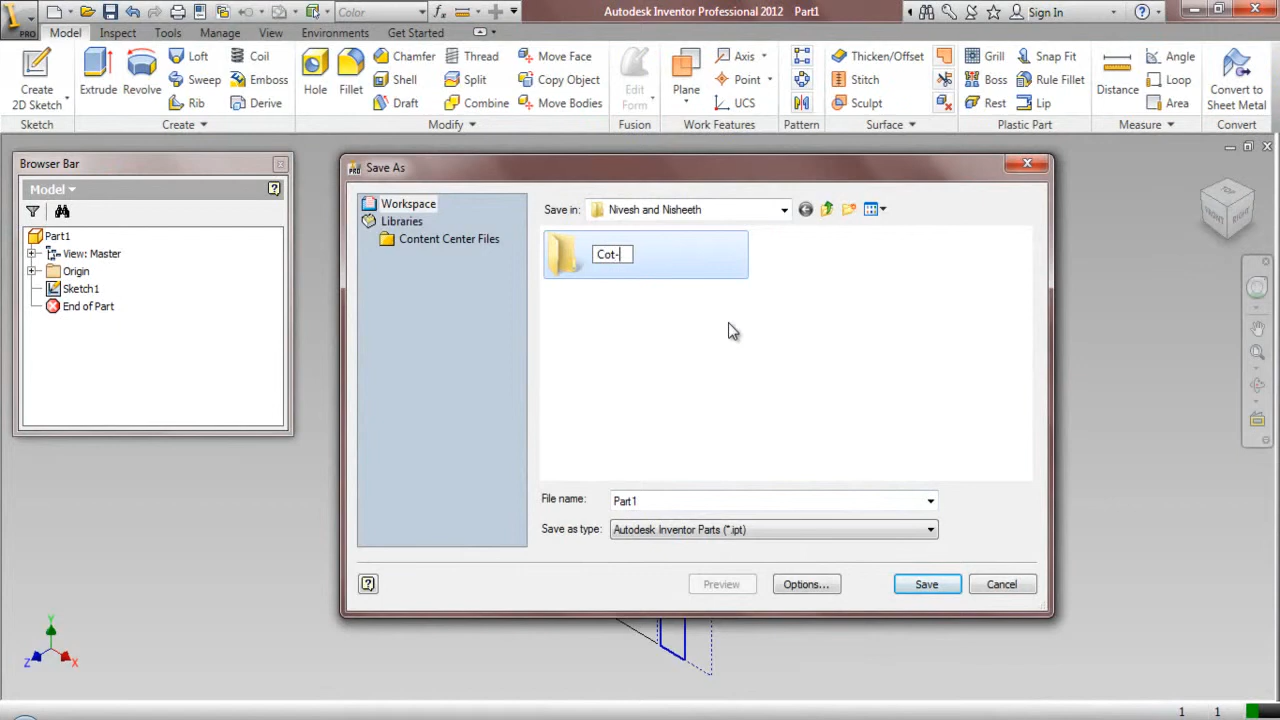 PRO
Color
Autodesk Inventor Professional 2012 Part1
Sign In
Model Inspect Tools Manage View Environments Get Started
Create
2D Sketch
Extrude
Revolve
Loft
Sweep
Rib
Coil
Emboss
Derive
Hole
Fillet
Chamfer
Shell
Draft
Thread
Split
Combine
Move Face
Copy Object
Move Bodies
Edit
Form
Plane
Axis
Point
UCS
Thicken/Offset
Stitch
Sculpt
Grill
Boss
Rest
Snap Fit
Rule Fillet
Lip
Distance
Angle
Loop
Area
Convert to
Sheet Metal
Sketch Create Modify Fusion Work Features Pattern Surface Plastic Part Measure Convert
Browser Bar
Model
Part1
View: Master
Origin
Sketch1
End of Part
PRO Save As
Workspace
Libraries
Content Center Files
Save in: Nivesh and Nisheeth
Cot-
File name: Part1
Save as type: Autodesk Inventor Parts (*.ipt)
Preview Options... Save Cancel
TOP
FRONT RIGHT
Y
Z X
1 1